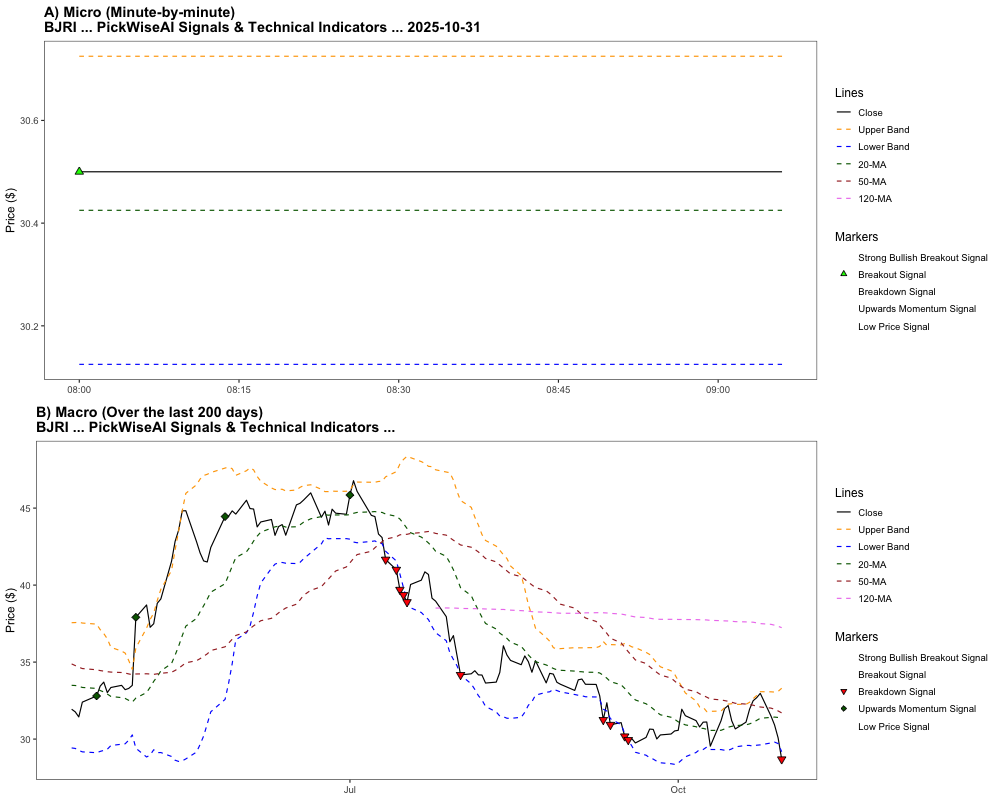 A) Micro (Minute-by-minute)
BJRI ... PickWiseAI Signals & Technical Indicators ... 2025-10-31
Price ($)
30.6
30.4
30.2
08:00
08:15
08:30
08:45
09:00
Lines
Close
Upper Band
Lower Band
20-MA
50-MA
120-MA
Markers
Strong Bullish Breakout Signal
Breakout Signal
Breakdown Signal
Upwards Momentum Signal
Low Price Signal
B) Macro (Over the last 200 days)
BJRI ... PickWiseAI Signals & Technical Indicators ...
Price ($)
45
40
35
30
Jul
Oct
Lines
Close
Upper Band
Lower Band
20-MA
50-MA
120-MA
Markers
Strong Bullish Breakout Signal
Breakout Signal
Breakdown Signal
Upwards Momentum Signal
Low Price Signal